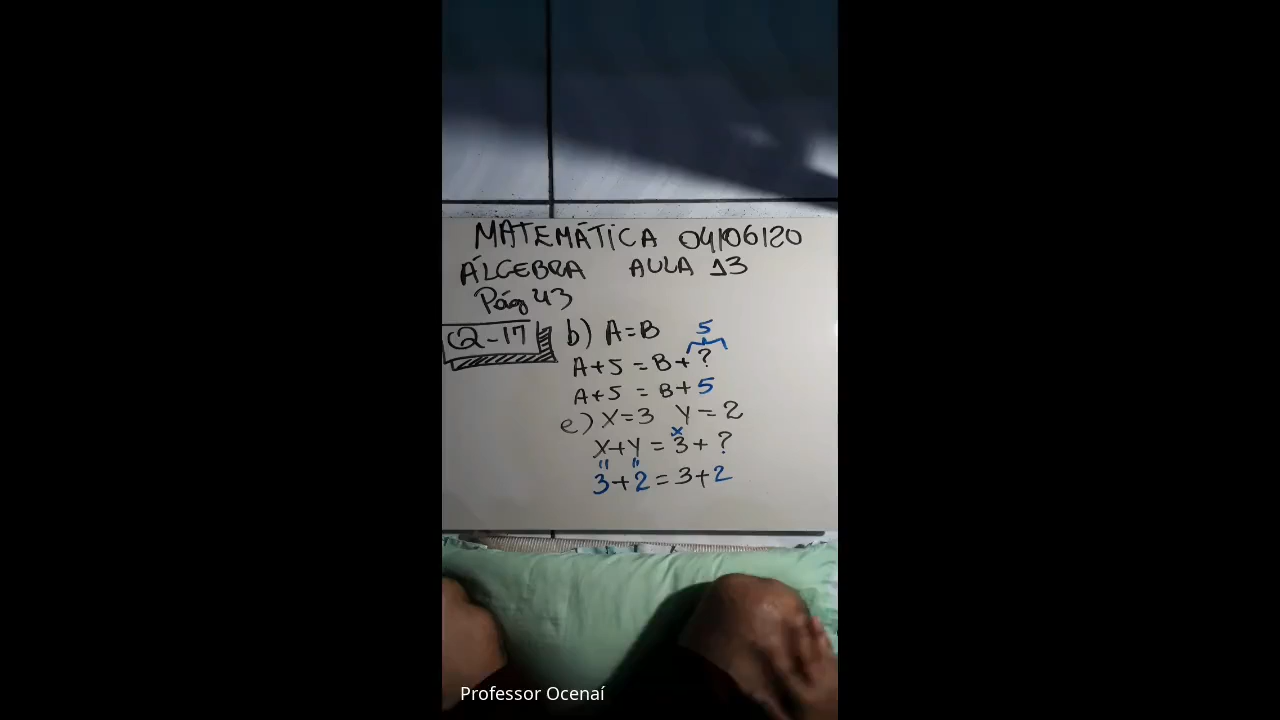 MATEMÁTICA 04/06/20
ÁLGEBRA AULA 13
Pág 43
Q-17 b) A=B 5
A+5 = B+?
A+5 = B+5
e) X=3 Y=2
x
X+Y = 3+?
" "
3+2=3+2
Professor Ocenaí